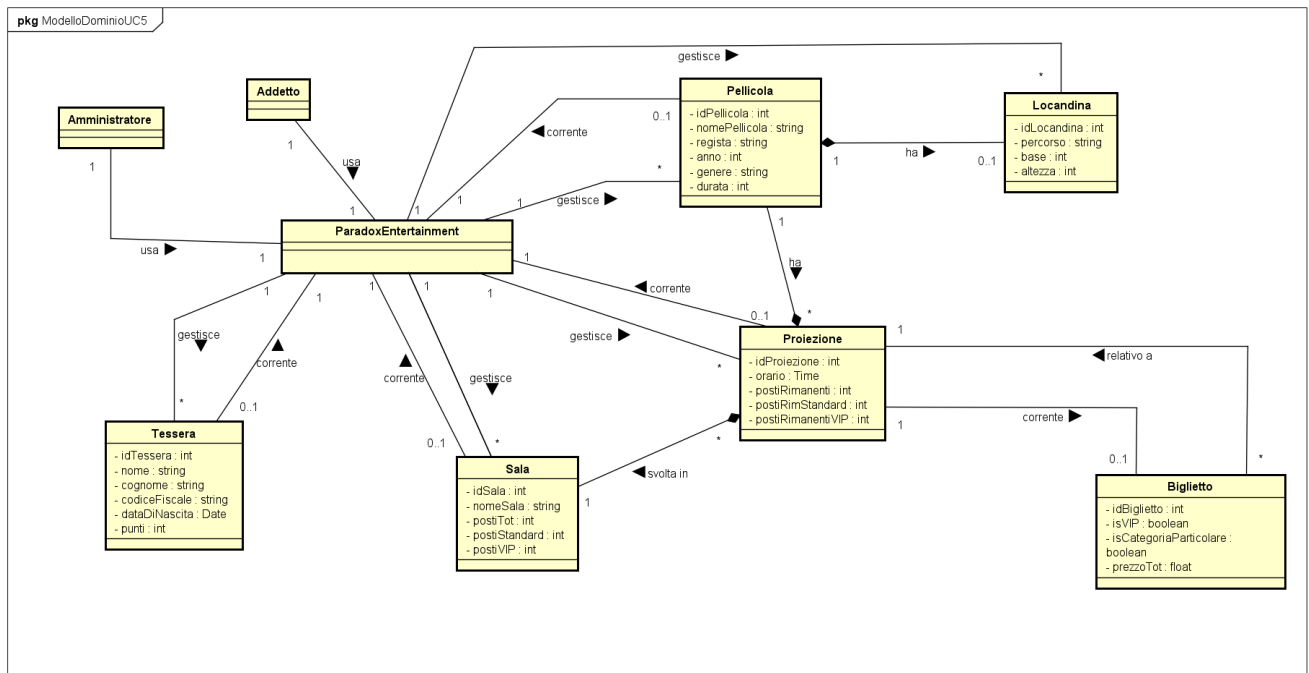 pkg ModelloDominioUC5
gestisce
*
Addetto
1
Amministratore
1
Pellicola
- idPellicola : int
- nomePellicola : string
- regista : string
- anno : int
- genere : string
- durata : int
0..1
corrente
*
1
gestisce
1
ha
0..1
Locandina
- idLocandina : int
- percorso : string
- base : int
- altezza : int
usa
1
1
1
usa
1
ParadoxEntertainment
1
1
ha
*
1
corrente
0..1
1
gestisce
*
1
gestisce
*
1
corrente
0..1
1
corrente
0..1
1
gestisce
*
Proiezione
- idProiezione : int
- orario : Time
- postiRimanenti : int
- postiRimStandard : int
- postiRimanentiVIP : int
1
relativo a
*
1
corrente
0..1
*
svolta in
1
Tessera
- idTessera : int
- nome : string
- cognome : string
- codiceFiscale : string
- dataDiNascita : Date
- punti : int
Sala
- idSala : int
- nomeSala : string
- postiTot : int
- postiStandard : int
- postiVIP : int
Biglietto
- idBiglietto : int
- isVIP : boolean
- isCategoriaParticolare :
boolean
- prezzoTot : float